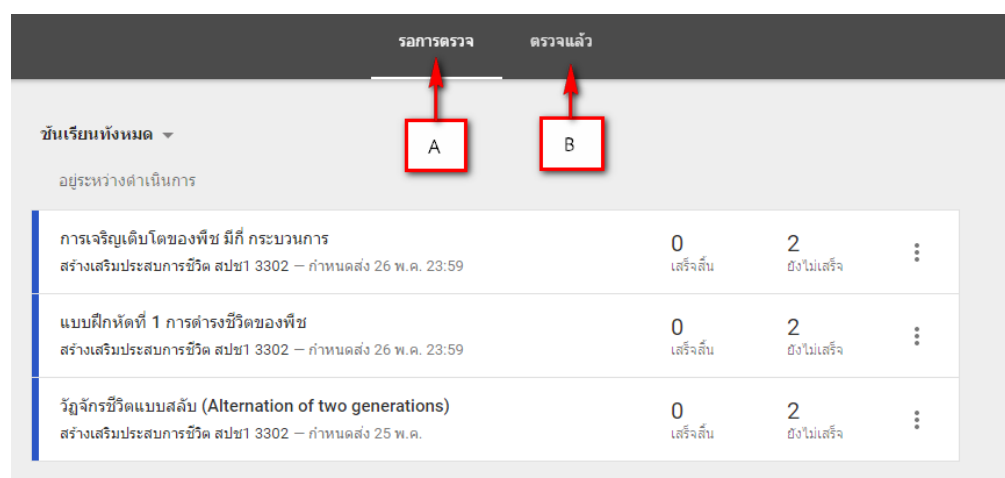 รอการตรวจ ตรวจแล้ว
A B
ชั้นเรียนทั้งหมด
อยู่ระหว่างดำเนินการ
การเจริญเติบโตของพืช มีกี่ กระบวนการ 0 2
สร้างเสริมประสบการชีวิต สปช1 3302 – กำหนดส่ง 26 พ.ค. 23:59 เสร็จสิ้น ยังไม่เสร็จ
แบบฝึกหัดที่ 1 การดำรงชีวิตของพืช 0 2
สร้างเสริมประสบการชีวิต สปช1 3302 – กำหนดส่ง 26 พ.ค. 23:59 เสร็จสิ้น ยังไม่เสร็จ
วัฏจักรชีวิตแบบสลับ (Alternation of two generations) 0 2
สร้างเสริมประสบการชีวิต สปช1 3302 – กำหนดส่ง 25 พ.ค. เสร็จสิ้น ยังไม่เสร็จ